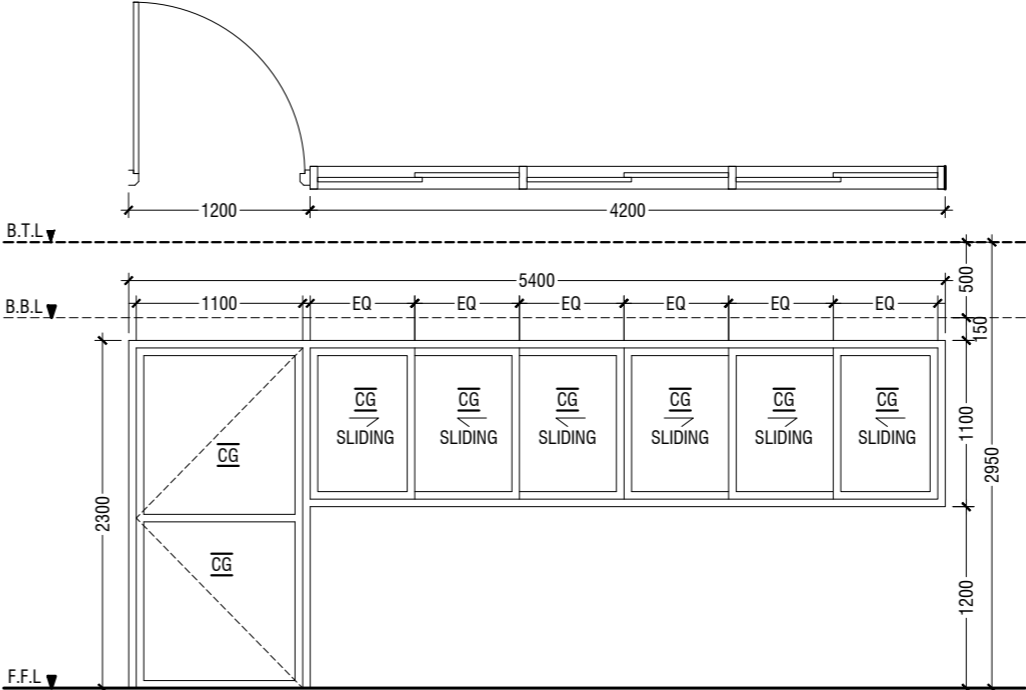 1200
4200
B.T.L
5400
500
B.B.L
1100
EQ
EQ
EQ
EQ
EQ
EQ
150
CG
SLIDING
CG
SLIDING
CG
SLIDING
CG
SLIDING
CG
SLIDING
CG
SLIDING
1100
CG
2950
2300
CG
1200
F.F.L